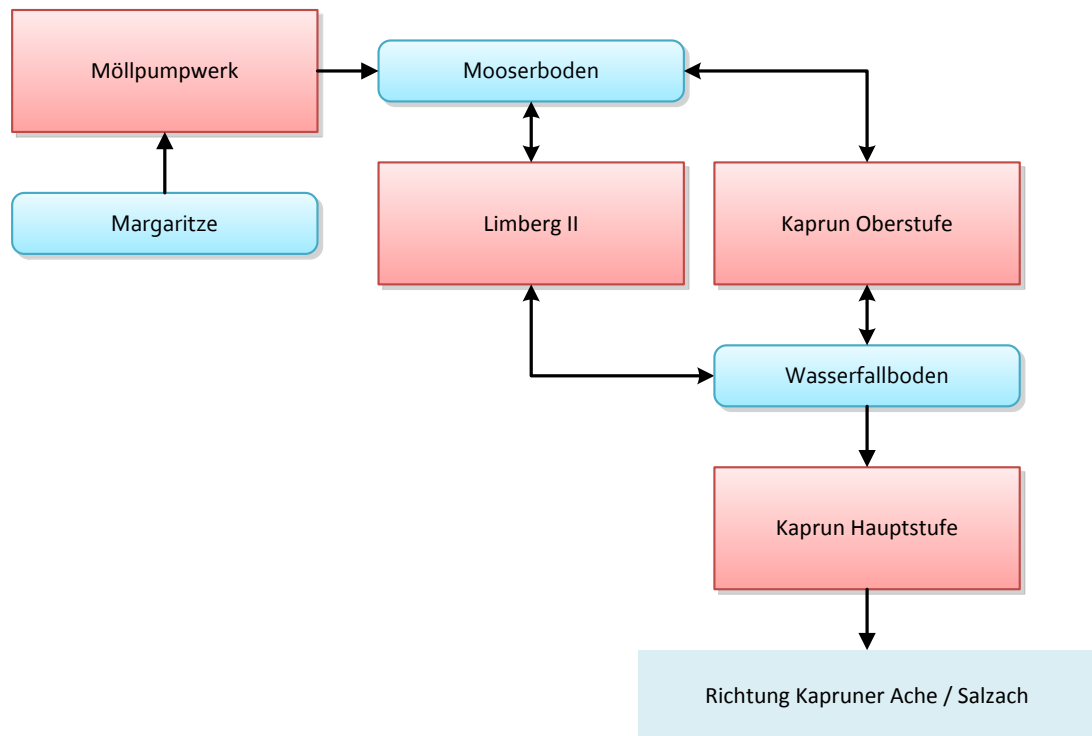 Möllpumpwerk
Mooserboden
Margaritze
Limberg II
Kaprun Oberstufe
Wasserfallboden
Kaprun Hauptstufe
Richtung Kapruner Ache / Salzach